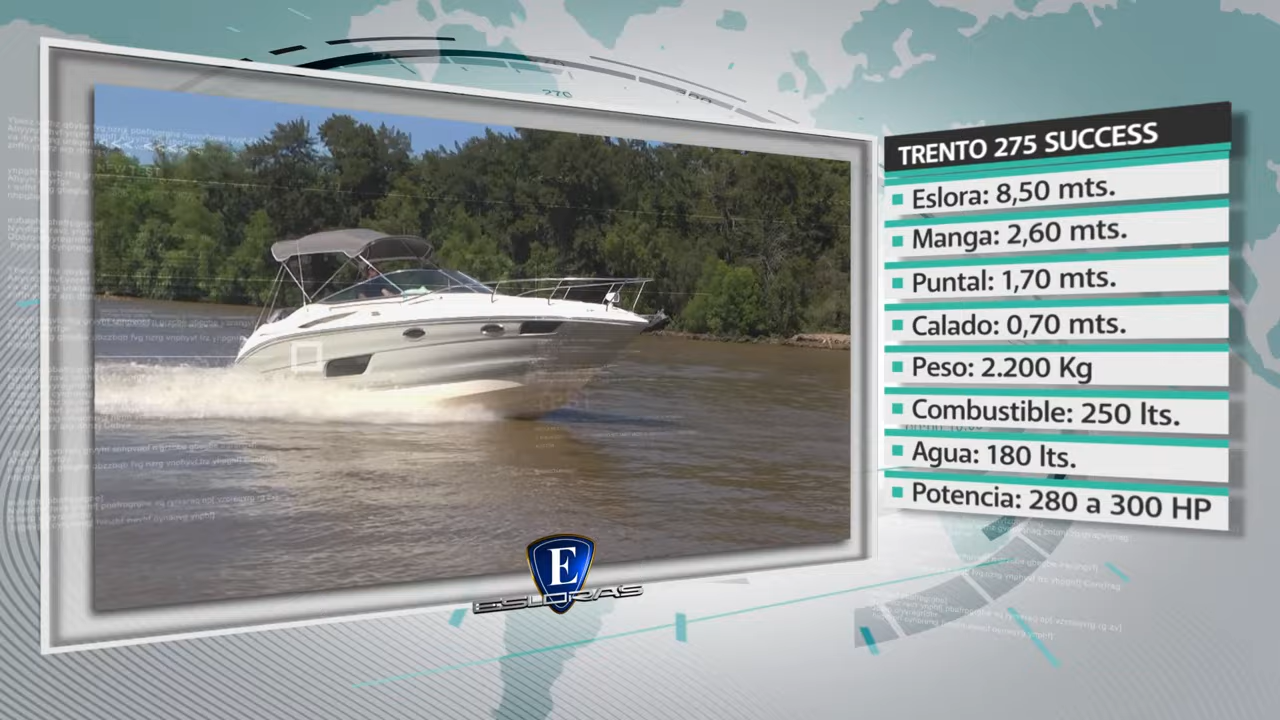 TRENTO 275 SUCCESS
Eslora: 8,50 mts.
Manga: 2,60 mts.
Puntal: 1,70 mts.
Calado: 0,70 mts.
Peso: 2.200 Kg
Combustible: 250 lts.
Agua: 180 lts.
Potencia: 280 a 300 HP
270
E
ESLORAS